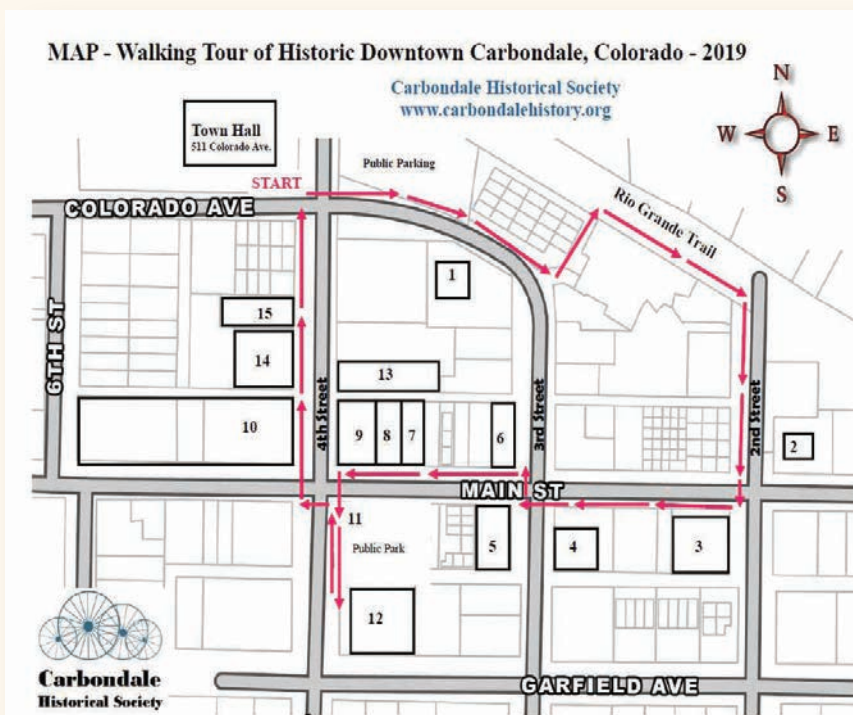 MAP - Walking Tour of Historic Downtown Carbondale, Colorado - 2019
Carbondale Historical Society
www.carbondalehistory.org
N
W
E
S
Town Hall
511 Colorado Ave.
Public Parking
START
COLORADO AVE
Rio Grande Trail
1
6TH ST
15
14
13
4th Street
3rd Street
2nd Street
10
9
8
7
6
2
MAIN ST
11
Public Park
5
4
3
12
Carbondale
Historical Society
GARFIELD AVE